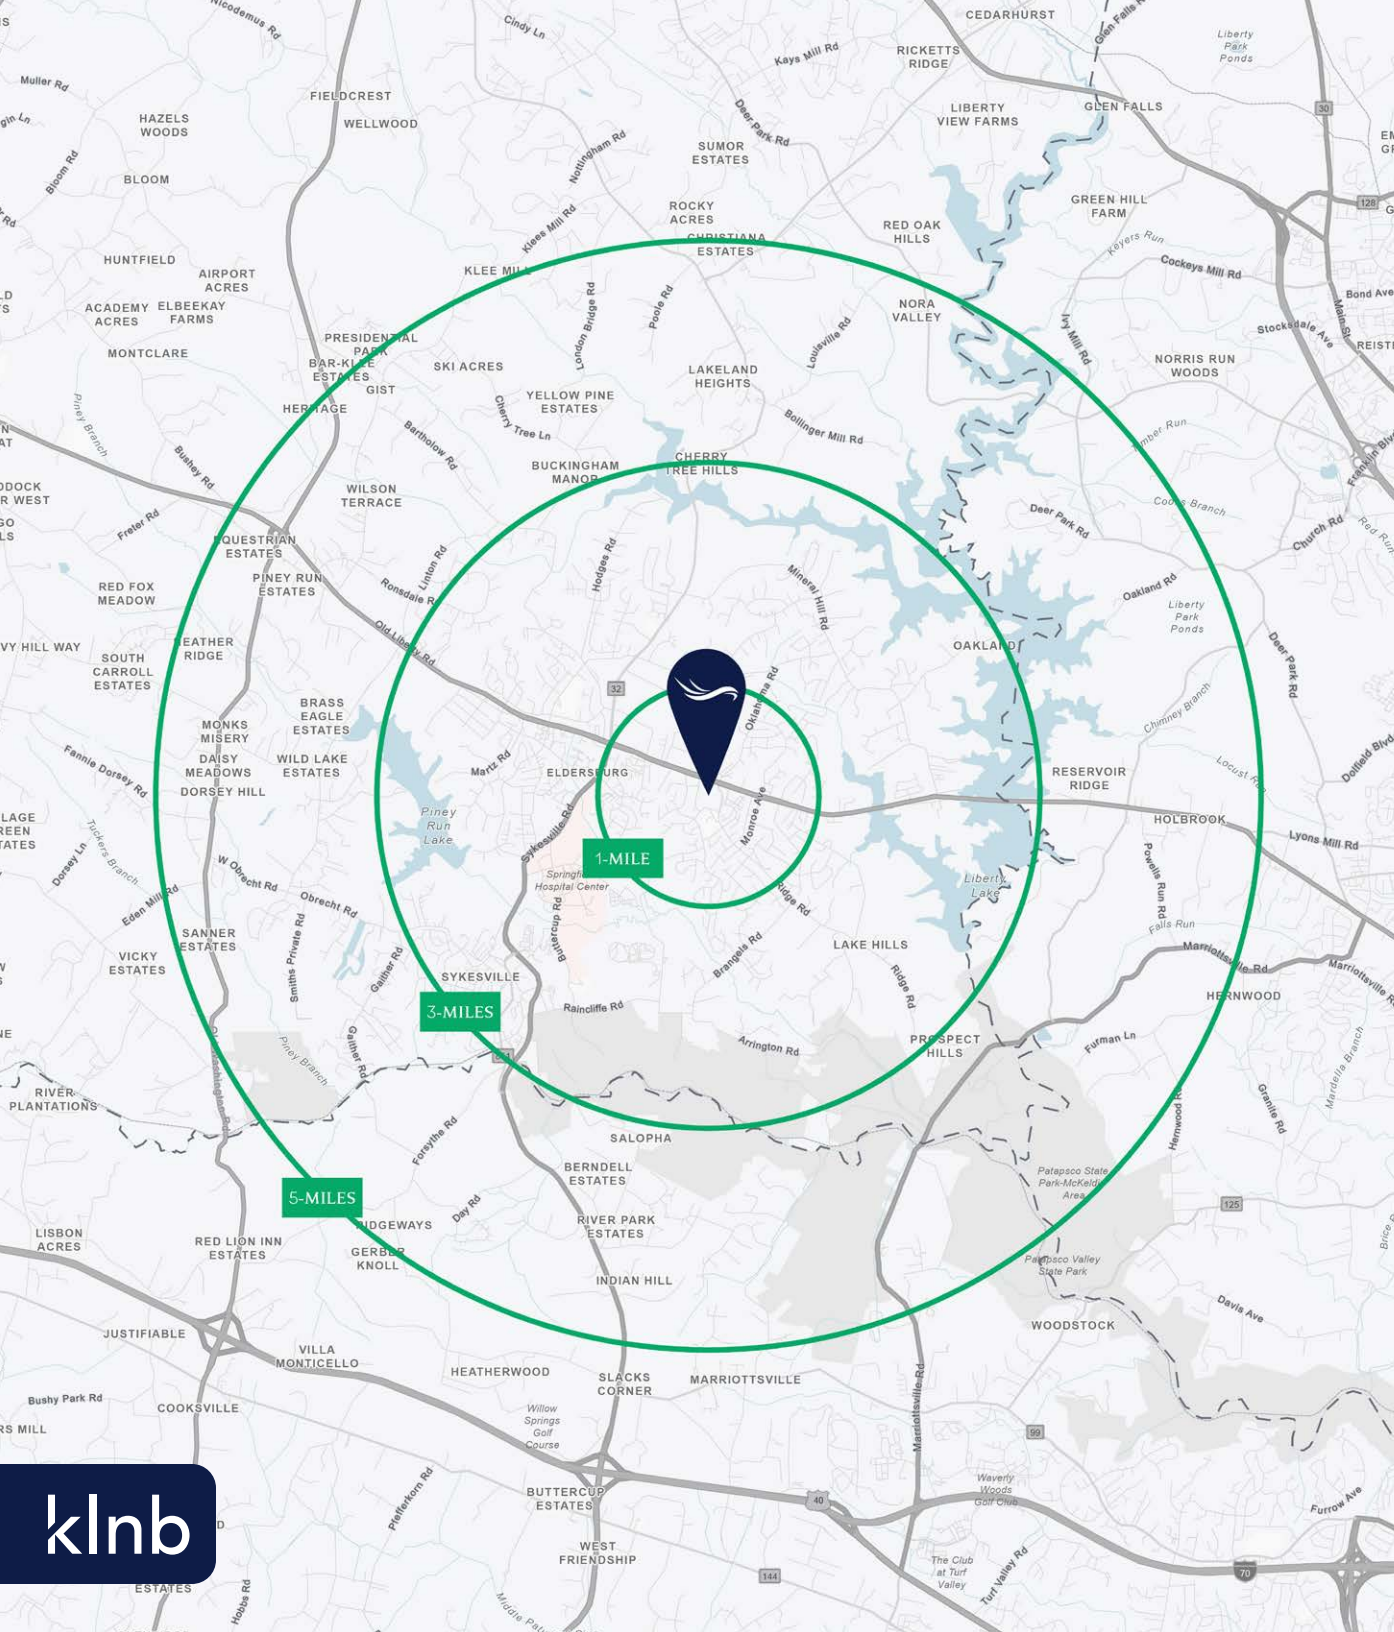 Nicodemus Rd
Cindy Ln
CEDARHURST
Glen Falls R
Kays Mill Rd
RICKETTS
RIDGE
Liberty
Park
Ponds
Muller Rd
FIELDCREST
WELLWOOD
HAZELS
WOODS
LIBERTY
VIEW FARMS
GLEN FALLS
30
Deer Park Rd
Nottingham Rd
SUMOR
ESTATES
Bloom Rd
BLOOM
ROCKY
ACRES
GREEN HILL
FARM
128
Klees Mill Rd
RED OAK
HILLS
CHRISTIANA
ESTATES
Keyers Run
Cockeys Mill Rd
HUNTFIELD
AIRPORT
ACRES
KLEE MILL
Bond Ave
ACADEMY
ACRES
ELBEEKAY
FARMS
London Bridge Rd
Poole Rd
NORA
VALLEY
Main St
Stocksdale Ave
Louisville Rd
Ivy Mill Rd
MONTCLARE
PRESIDENTIAL
PARK
BAR-KLEE
ESTATES
GIST
SKI ACRES
LAKELAND
HEIGHTS
NORRIS RUN
WOODS
HERITAGE
YELLOW PINE
ESTATES
Piney Branch
Cherry Tree Ln
Bollinger Mill Rd
Bartholow Rd
Bushey Rd
BUCKINGHAM
MANOR
CHERRY
TREE HILLS
WILSON
TERRACE
Freter Rd
Deer Park Rd
Cooks Branch
Church Rd
EQUESTRIAN
ESTATES
Hodges Rd
Linton Rd
Mineral Hill Rd
PINEY RUN
ESTATES
Ronsdale R
RED FOX
MEADOW
Oakland Rd
Liberty
Park
Ponds
Old Liberty Rd
HEATHER
RIDGE
OAKLAND
SOUTH
CARROLL
ESTATES
Deer Park Rd
32
Oklahoma Rd
Chimney Branch
BRASS
EAGLE
ESTATES
MONKS
MISERY
Fannie Dorsey Rd
DAISY
MEADOWS
WILD LAKE
ESTATES
Martz Rd
ELDERSBURG
RESERVOIR
RIDGE
Locust Run
Dolfield Blvd
DORSEY HILL
Piney
Run
Lake
Sykesville Rd
Monroe Ave
HOLBROOK
Lyons Mill Rd
Tuckers Branch
Dorsey Ln
1-MILE
W Obrecht Rd
Obrecht Rd
Hospital Center
Liberty
Lake
Powells Run Rd
Eden Mill Rd
Ridge Rd
Buttercup Rd
Falls Run
SANNER
ESTATES
Smiths Private Rd
Gaither Rd
Brangels Rd
LAKE HILLS
Marriottsville Rd
VICKY
ESTATES
SYKESVILLE
Ridge Rd
Marriottsville R
3-MILES
Raincliffe Rd
HERNWOOD
Gaither Rd
Piney Branch
Arrington Rd
PROSPECT
HILLS
Furman Ln
Mardella Branch
RIVER
PLANTATIONS
Forsythe Rd
SALOPHA
Hernwood R
Granite Rd
BERNDELL
ESTATES
Patapsco State
Area
5-MILES
Day Rd
RIDGEWAYS
RIVER PARK
ESTATES
125
LISBON
ACRES
RED LION INN
ESTATES
GERBER
KNOLL
Patapsco Valley
State Park
INDIAN HILL
Davis Ave
WOODSTOCK
JUSTIFIABLE
VILLA
MONTICELLO
HEATHERWOOD
SLACKS
CORNER
MARRIOTTSVILLE
Bushy Park Rd
COOKSVILLE
Willow
Springs
Golf
Course
Marriottsville Rd
99
Pfefferkorn Rd
BUTTERCUP
ESTATES
40
Waverly
Woods
Golf Club
Furrow Ave
klnb
WEST
FRIENDSHIP
The Club
at Turf
Valley
Turf Valley Rd
70
144
ESTATES
Hobbs Rd